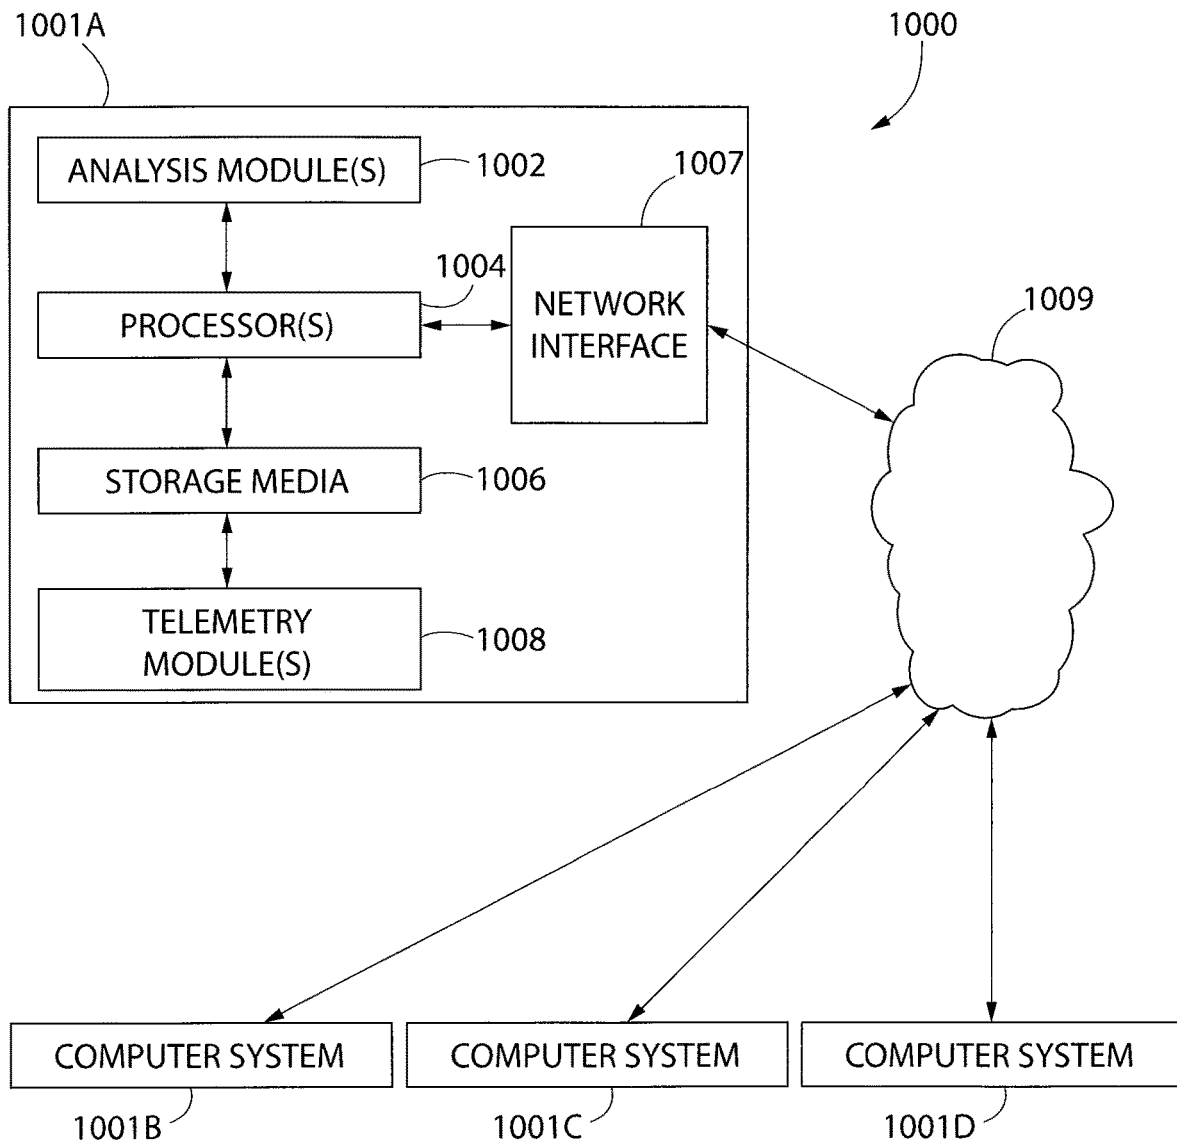 1001A
1000
ANALYSIS MODULE(S)
1002
1007
1004
PROCESSOR(S)
NETWORK
INTERFACE
1009
STORAGE MEDIA
1006
TELEMETRY
MODULE(S)
1008
COMPUTER SYSTEM
COMPUTER SYSTEM
COMPUTER SYSTEM
1001B
1001C
1001D